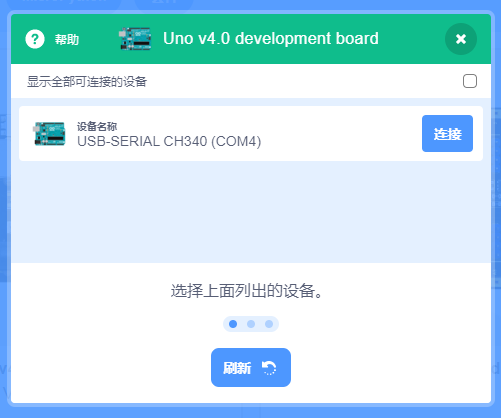 帮助
Uno v4.0 development board
显示全部可连接的设备
设备名称
USB-SERIAL CH340 (COM4)
连接
选择上面列出的设备。
刷新